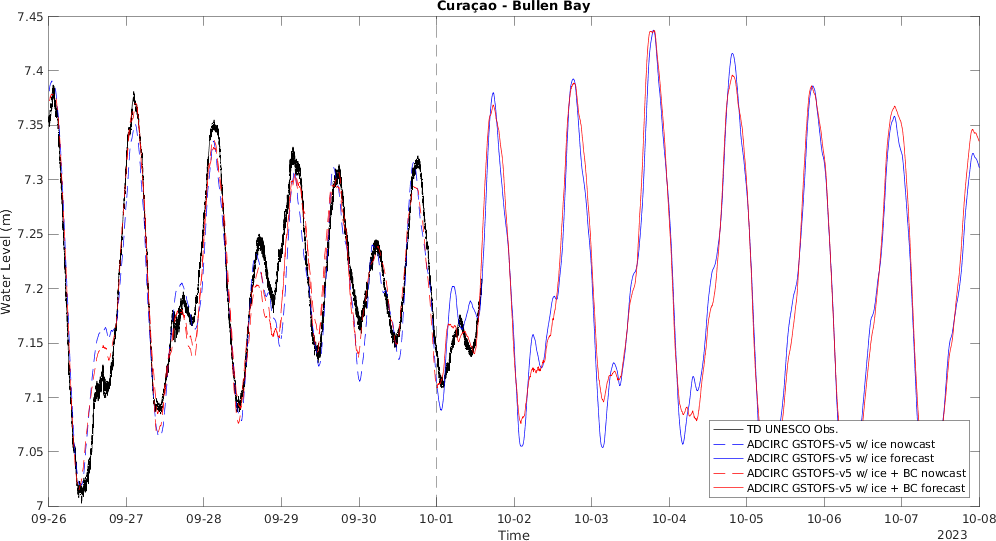 Curaçao - Bullen Bay
Water Level (m)
7.45
7.4
7.35
7.3
7.25
7.2
7.15
7.1
7.05
7
09-26 09-27 09-28 09-29 09-30 10-01 10-02 10-03 10-04 10-05 10-06 10-07 10-08
Time
2023
TD UNESCO Obs.
ADCIRC GSTOFS-v5 w/ ice nowcast
ADCIRC GSTOFS-v5 w/ ice forecast
ADCIRC GSTOFS-v5 w/ ice + BC nowcast
ADCIRC GSTOFS-v5 w/ ice + BC forecast